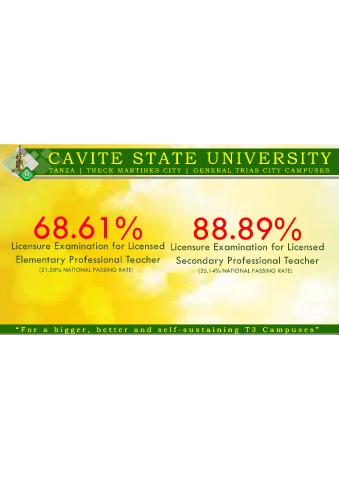 CAVITE STATE UNIVERSITY
TANZA | TRECE MARTIRES CITY | GENERAL TRIAS CITY CAMPUSES
68.61%
Licensure Examination for Licensed
Elementary Professional Teacher
(21.58% NATIONAL PASSING RATE)
88.89%
Licensure Examination for Licensed
Secondary Professional Teacher
(35.14% NATIONAL PASSING RATE)
"For a bigger, better and self-sustaining T3 Campuses"